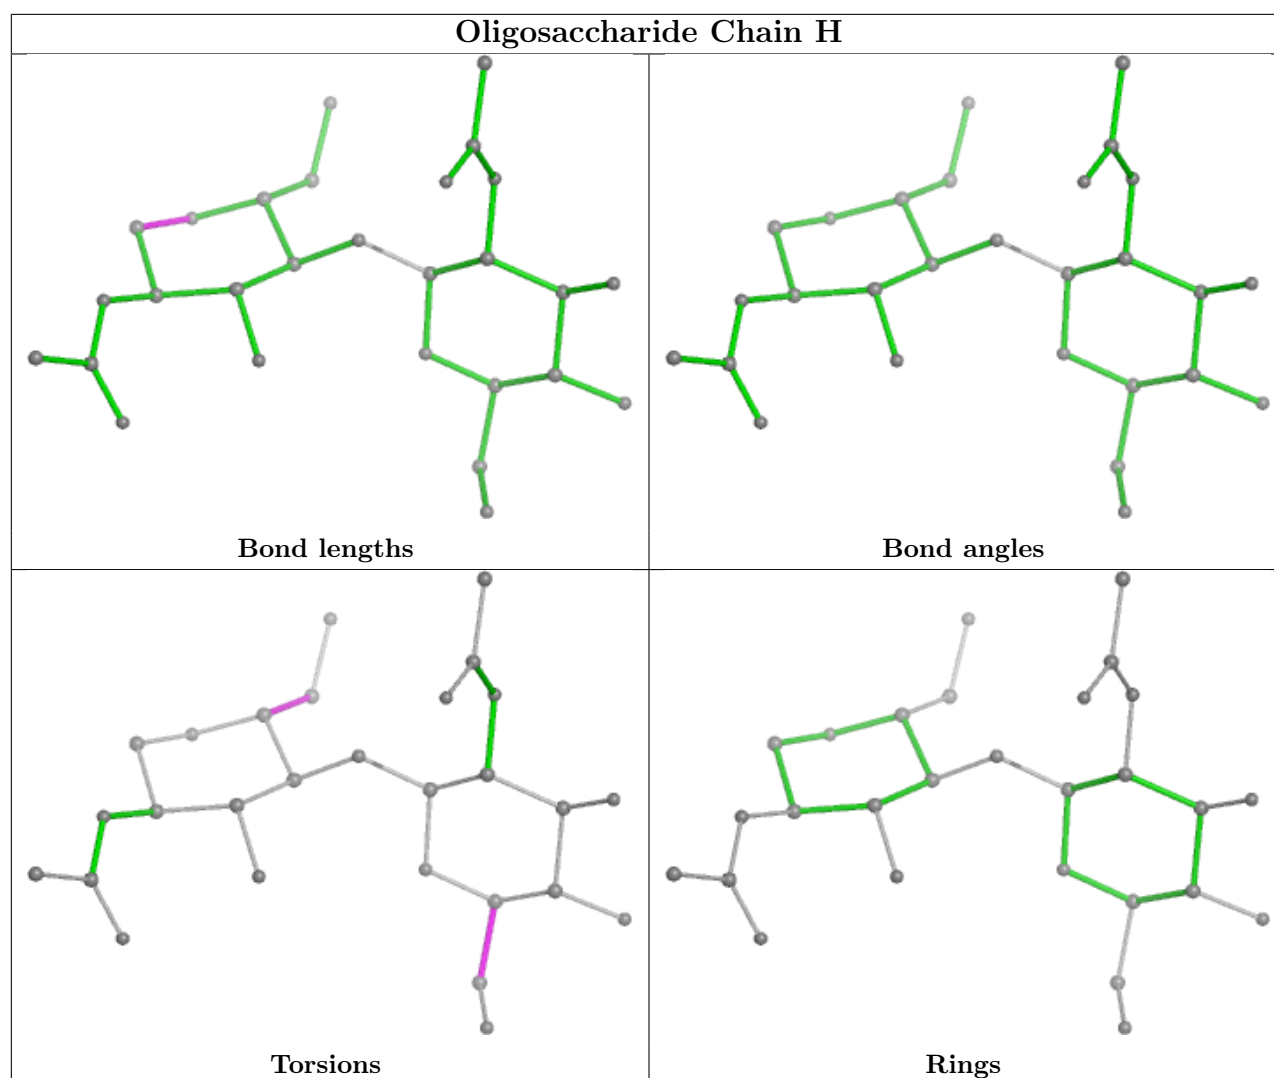 Oligosaccharide Chain H
Bond lengths
Bond angles
Torsions
Rings